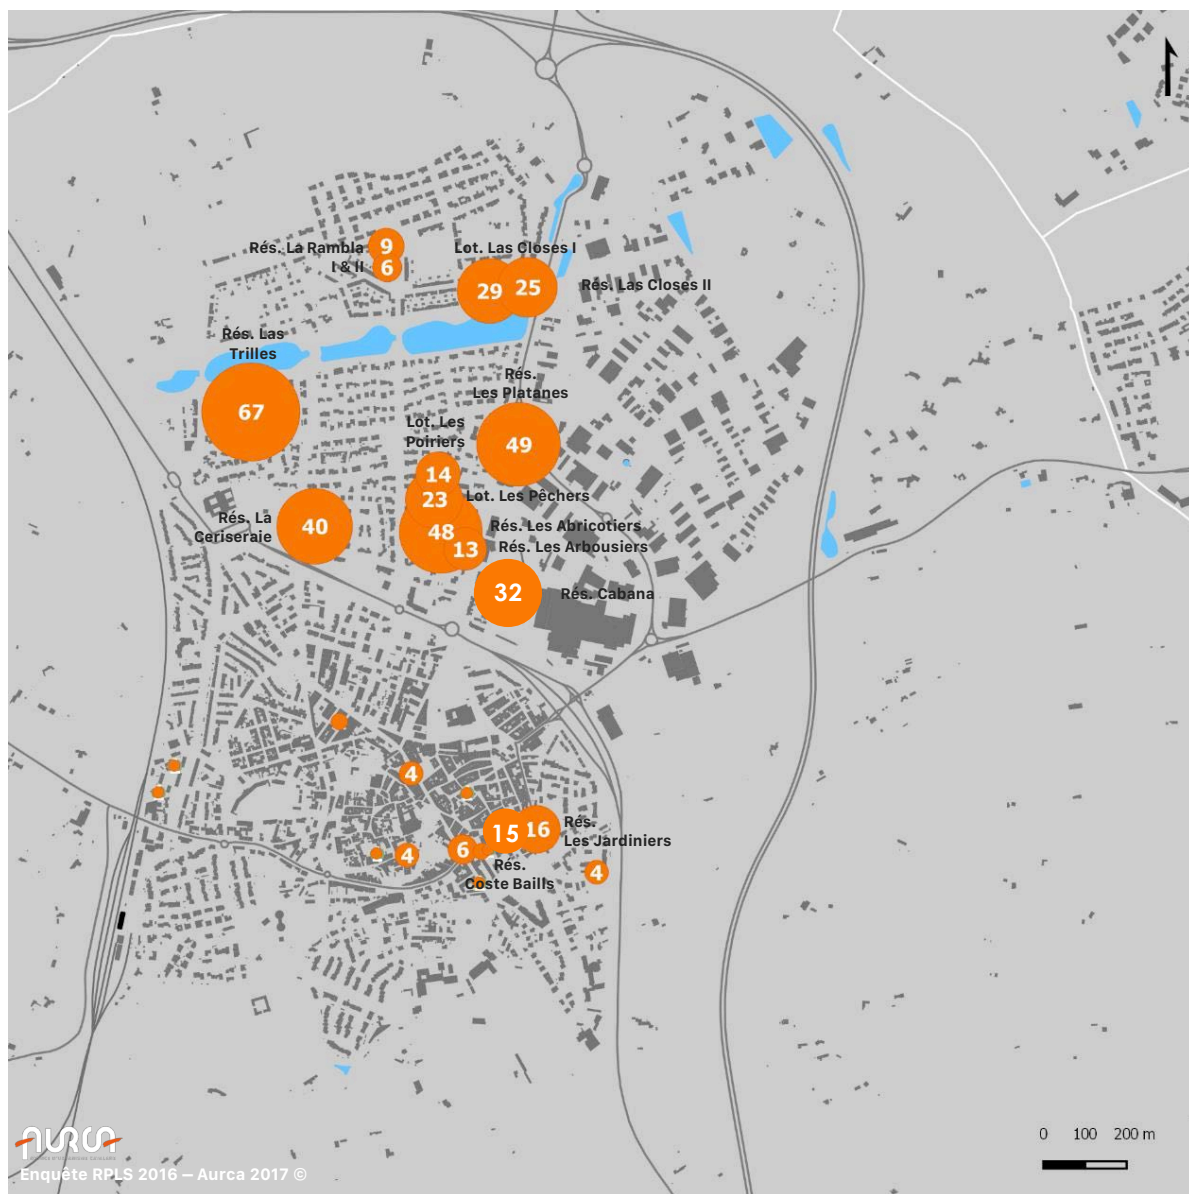 Rés. La Rambla
I & II
9
6
Lot. Las Closes I
29
25
Rés. Las Closes II
Rés. Las
Trilles
67
Rés.
Les Platanes
49
Lot. Les
Poiriers
14
23
Lot. Les Pêchers
48
Rés. Les Abricotiers
13
Rés. Les Arbousiers
Rés. La
Ceriseraie
40
32
Rés. Cabana
4
15
16
Rés.
Les Jardiniers
4
6
Rés.
Coste Baills
4
0 100 200 m
AURCA
Enquête RPLS 2016 – Aurca 2017 ©